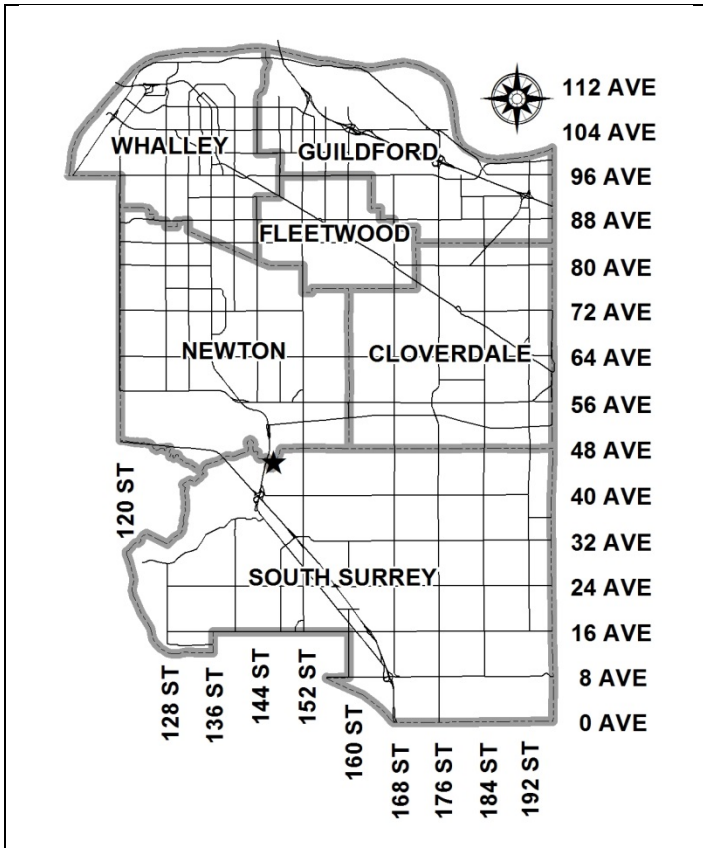 112 AVE
104 AVE
WHALLEY
GUILDFORD
96 AVE
88 AVE
FLEETWOOD
80 AVE
72 AVE
NEWTON
CLOVERDALE
64 AVE
56 AVE
48 AVE
120 ST
40 AVE
32 AVE
SOUTH SURREY
24 AVE
16 AVE
128 ST
136 ST
144 ST
152 ST
160 ST
8 AVE
0 AVE
168 ST
176 ST
184 ST
192 ST